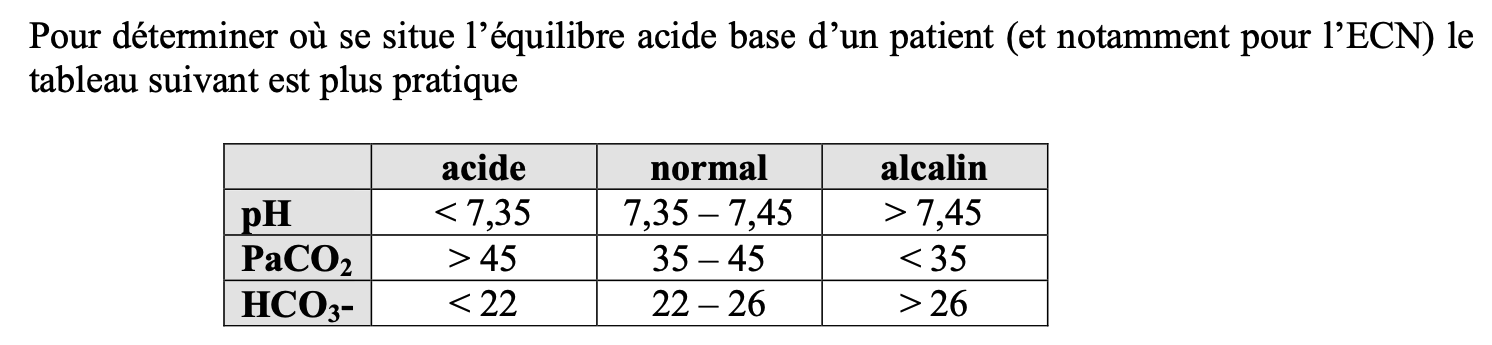 Pour déterminer où se situe l’équilibre acide base d’un patient (et notamment pour l’ECN) le
tableau suivant est plus pratique
acide normal alcalin
pH < 7,35 7,35 – 7,45 > 7,45
PaCO₂ > 45 35 – 45 < 35
HCO₃- < 22 22 – 26 > 26